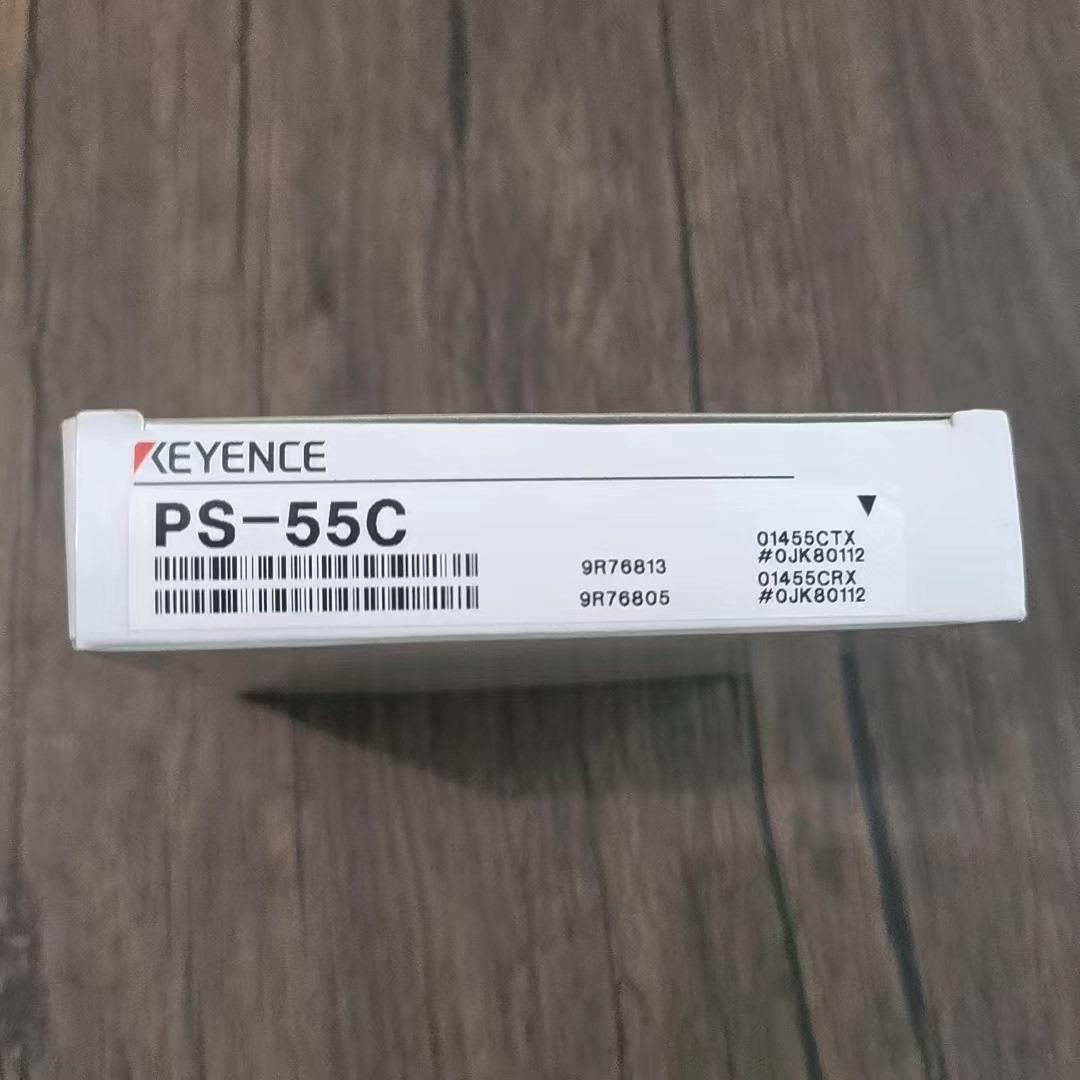 KEYENCE
PS-55C
9R76813
9R76805
01455CTX
#0JK80112
01455CRX
#0JK80112